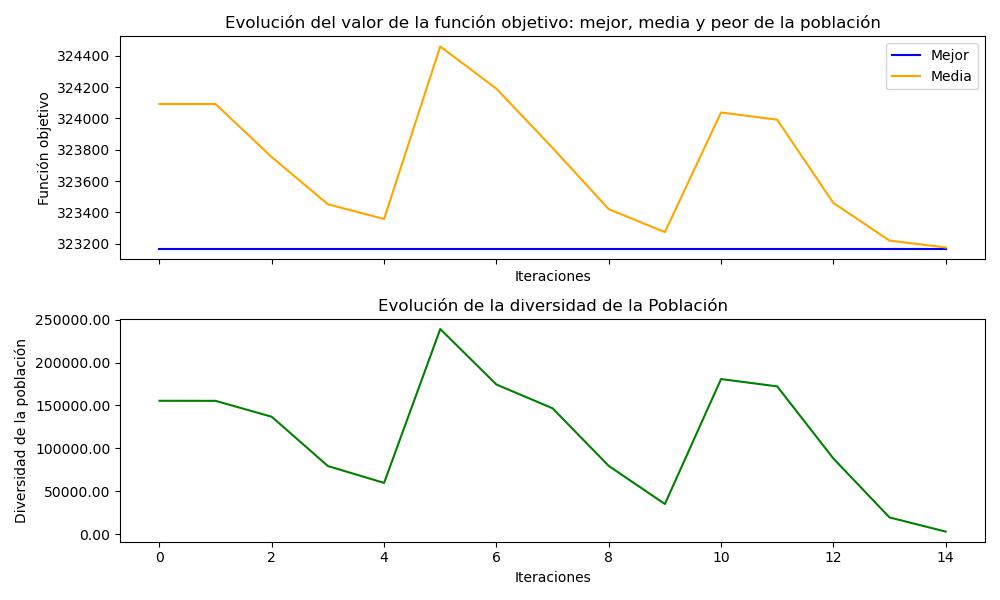 Evolución del valor de la función objetivo: mejor, media y peor de la población
Función objetivo
324400
324200
324000
323800
323600
323400
323200
Mejor
Media
Iteraciones
Evolución de la diversidad de la Población
Diversidad de la población
250000.00
200000.00
150000.00
100000.00
50000.00
0.00
0 2 4 6 8 10 12 14
Iteraciones